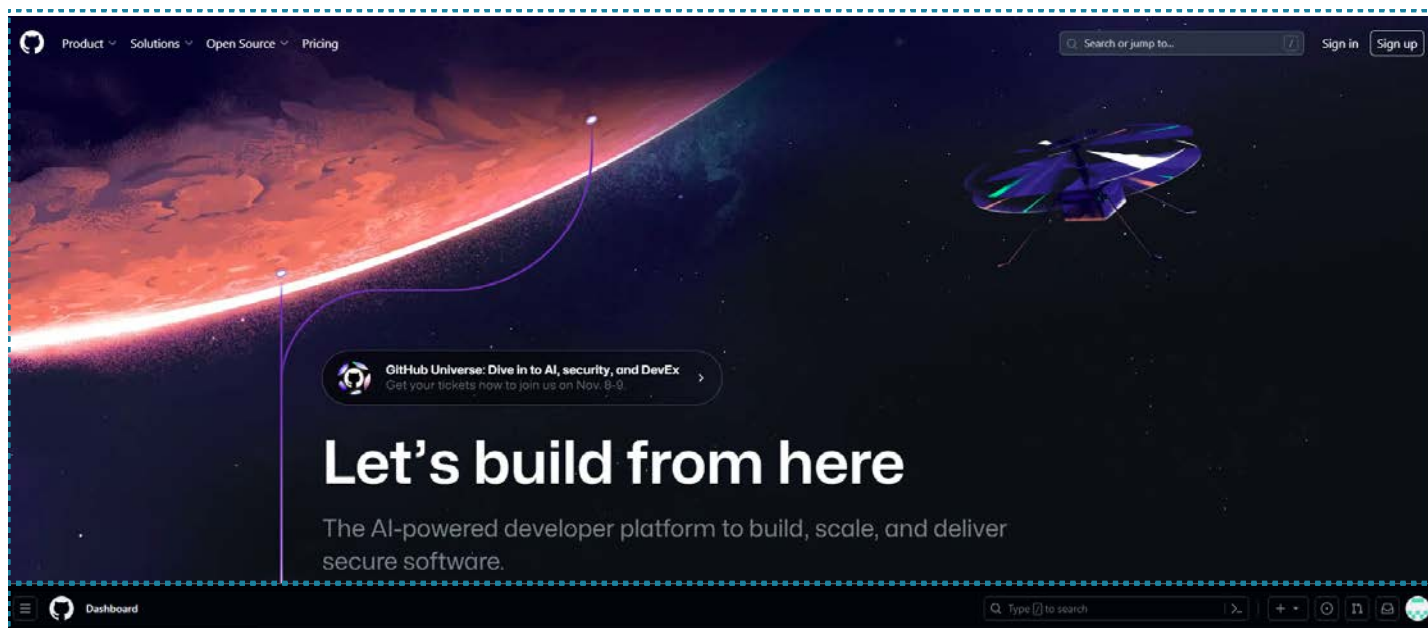 Product Solutions Open Source Pricing Search or jump to... / Sign in Sign up
GitHub Universe: Dive in to AI, security, and DevEx
Get your tickets now to join us on Nov. 8-9.
Let's build from here
The AI-powered developer platform to build, scale, and deliver
secure software.
Dashboard Type / to search